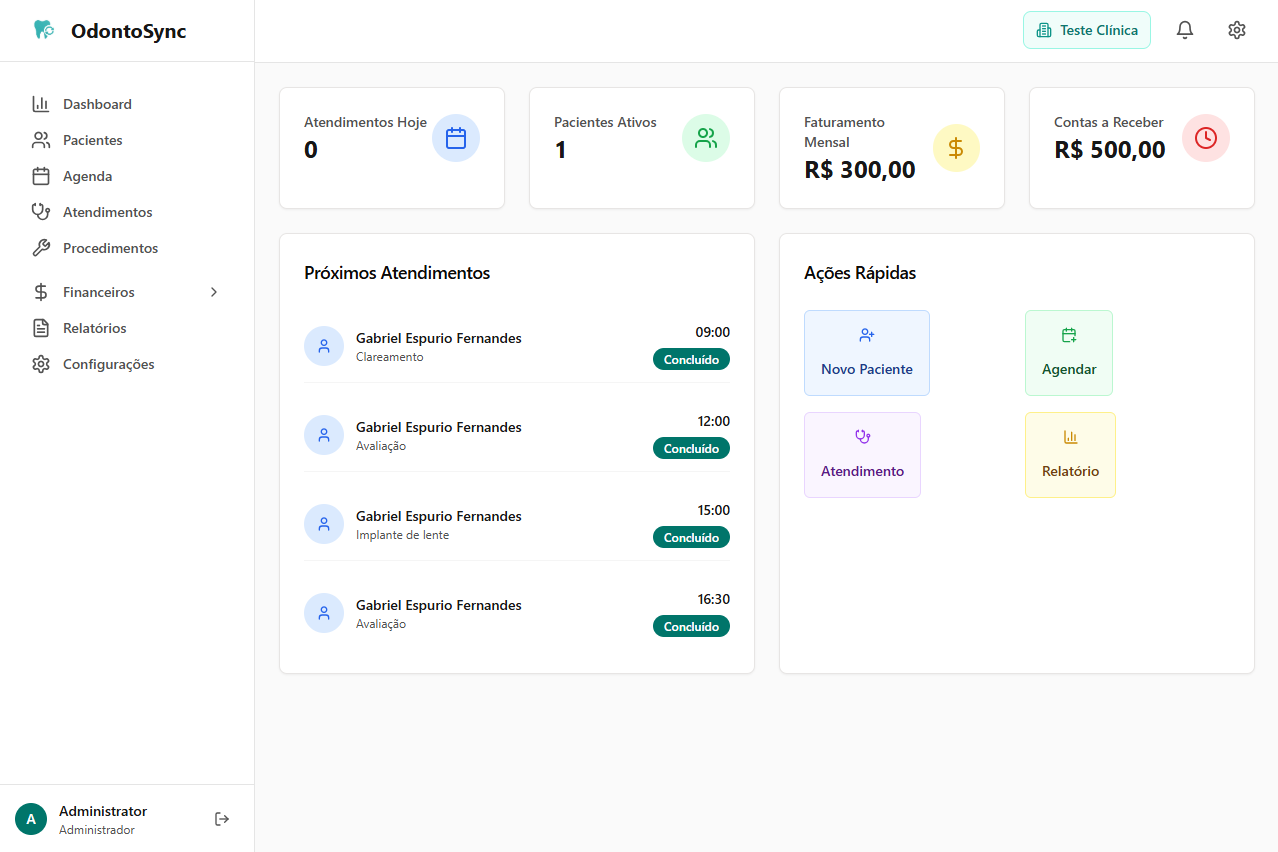 OdontoSync
Teste Clínica
Dashboard
Pacientes
Agenda
Atendimentos
Procedimentos
Financeiros
Relatórios
Configurações
Atendimentos Hoje
0
Pacientes Ativos
1
Faturamento
Mensal
R$ 300,00
Contas a Receber
R$ 500,00
Próximos Atendimentos
Gabriel Espurio Fernandes
Clareamento
09:00
Concluído
Gabriel Espurio Fernandes
Avaliação
12:00
Concluído
Gabriel Espurio Fernandes
Implante de lente
15:00
Concluído
Gabriel Espurio Fernandes
Avaliação
16:30
Concluído
Ações Rápidas
Novo Paciente
Agendar
Atendimento
Relatório
A
Administrator
Administrador